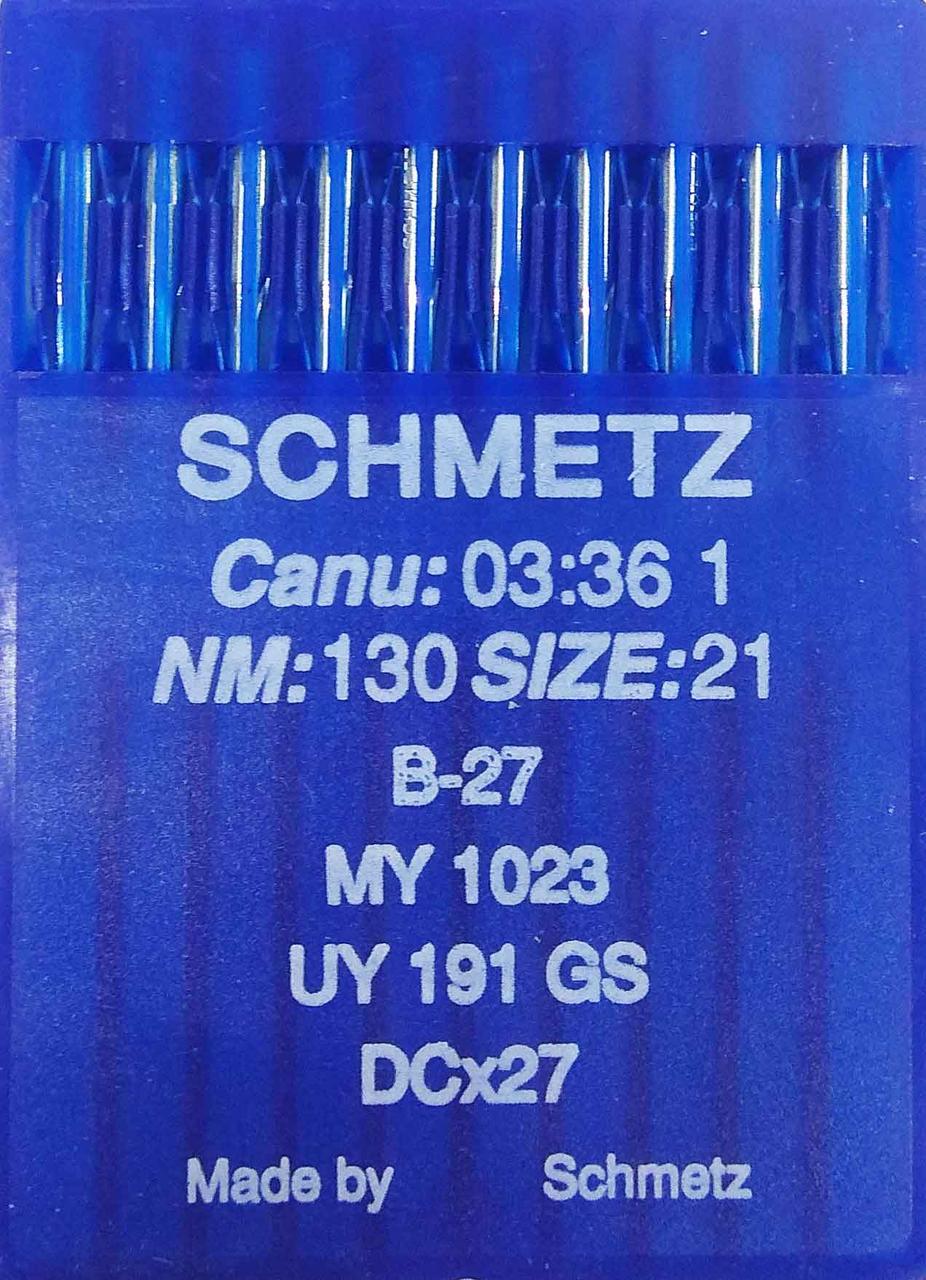 SCHMETZ
Canu: 03:36 1
NM:130 SIZE:21
B-27
MY 1023
UY 191 GS
DCx27
Made by Schmetz